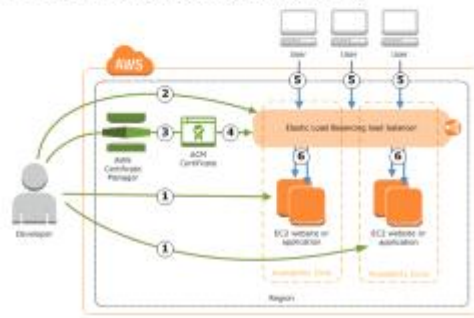 User
User
User
AWS
5
5
5
2
Elastic Load Balancing load balancer
3
4
AWS
Certificate
Manager
ACM
Certificate
6
6
1
Developer
EC2 website or
application
EC2 website or
application
1
Availability Zone
Availability Zone
Region